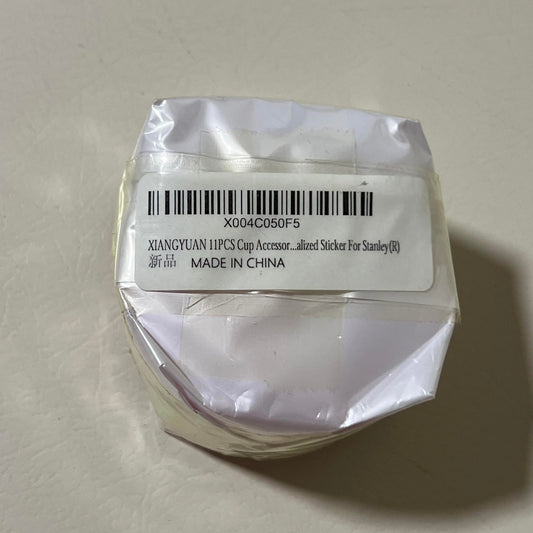 X004C050F5
XIANGYUAN 11PCS Cup Accessor...alized Sticker For Stanley(R)
新品 MADE IN CHINA